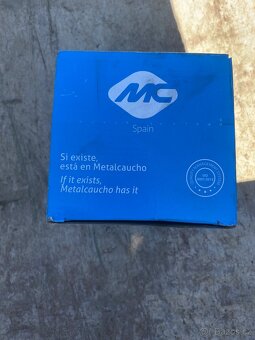 MC
Spain
Si existe,
está en Metalcaucho
If it exists,
Metalcaucho has it